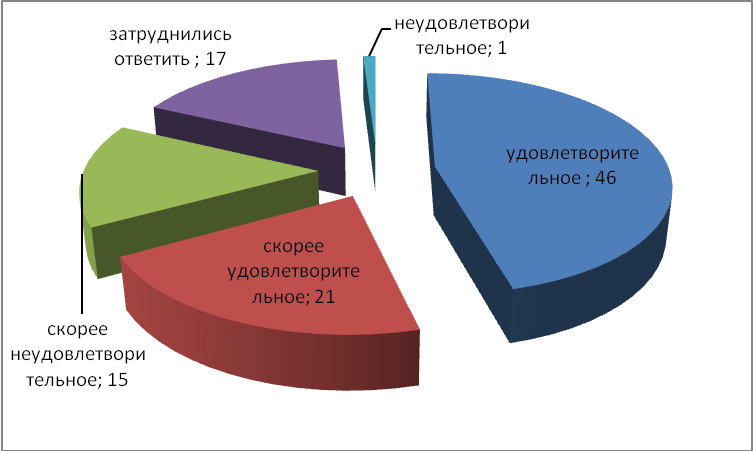 затруднились
ответить ; 17
неудовлетвори
тельное; 1
удовлетворите
льное ; 46
скорее
удовлетворите
льное; 21
скорее
неудовлетвори
тельное; 15